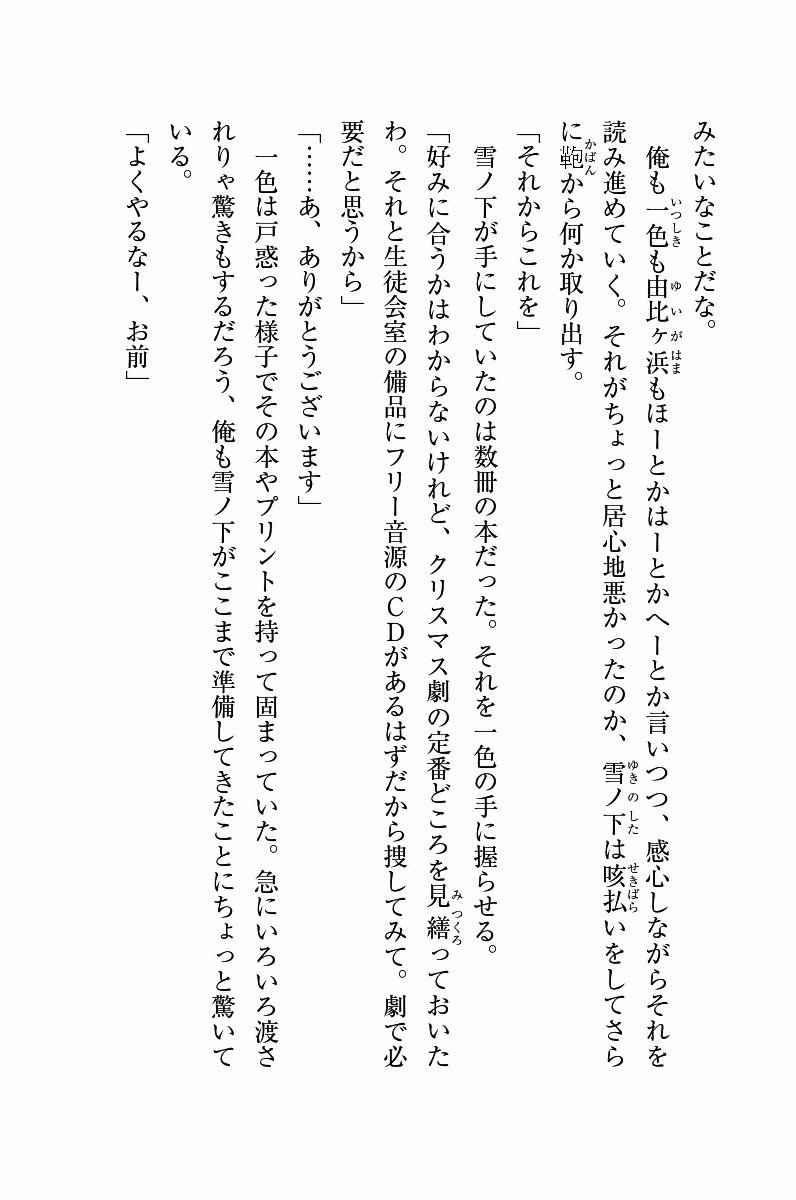 みたいなことだな。
　俺も一色も由比ヶ浜もほーとかはーとかへーとか言いつつ、感心しながらそれを
読み進めていく。それがちょっと居心地悪かったのか、雪ノ下は咳払いをしてさら
に鞄から何か取り出す。
「それからこれを」
　雪ノ下が手にしていたのは数冊の本だった。それを一色の手に握らせる。
「好みに合うかはわからないけれど、クリスマス劇の定番どころを見繕っておいた
わ。それと生徒会室の備品にフリー音源のＣＤがあるはずだから捜してみて。劇で必
要だと思うから」
「……あ、ありがとうございます」
　一色は戸惑った様子でその本やプリントを持って固まっていた。急にいろいろ渡さ
れりゃ驚きもするだろう、俺も雪ノ下がここまで準備してきたことにちょっと驚いて
いる。
「よくやるなー、お前」